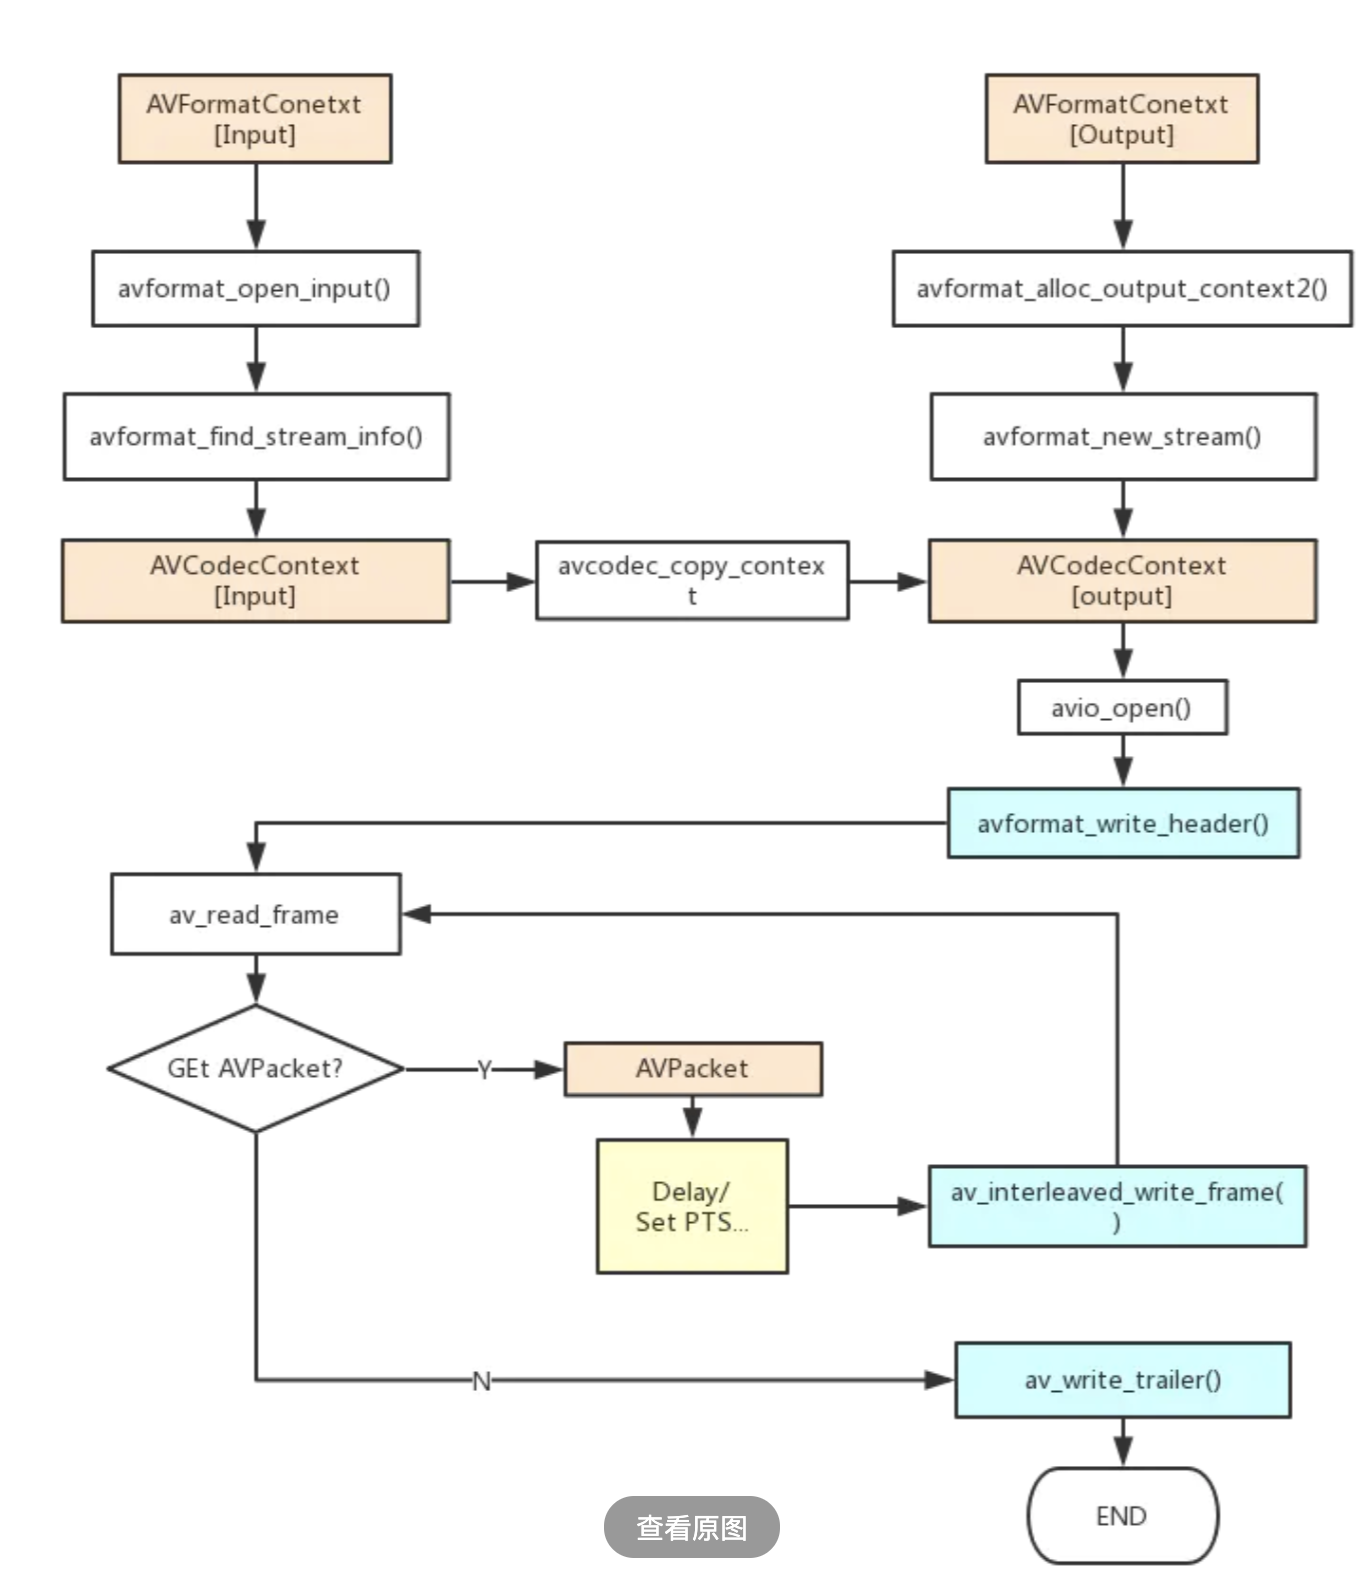 AVFormatConetxt
[Input]
AVFormatConetxt
[Output]
avformat_open_input()
avformat_alloc_output_context2()
avformat_find_stream_info()
avformat_new_stream()
AVCodecContext
[Input]
avcodec_copy_contex
t
AVCodecContext
[output]
avio_open()
avformat_write_header()
av_read_frame
GEt AVPacket?
Y
AVPacket
Delay/
Set PTS...
av_interleaved_write_frame(
)
N
av_write_trailer()
END
查看原图